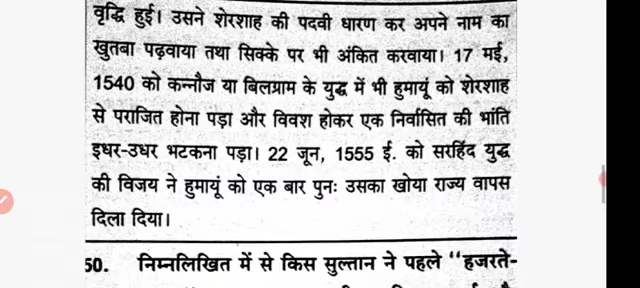 वृद्धि हुई। उसने शेरशाह की पदवी धारण कर अपने नाम का
खुतबा पढ़वाया तथा सिक्के पर भी अंकित करवाया। 17 मई,
1540 को कन्नौज या बिलग्राम के युद्ध में भी हुमायूं को शेरशाह
से पराजित होना पड़ा और विवश होकर एक निर्वासित की भांति
इधर-उधर भटकना पड़ा। 22 जून, 1555 ई. को सरहिंद युद्ध
की विजय ने हुमायूं को एक बार पुनः उसका खोया राज्य वापस
दिला दिया।
50. निम्नलिखित में से किस सुल्तान ने पहले "हजरते-